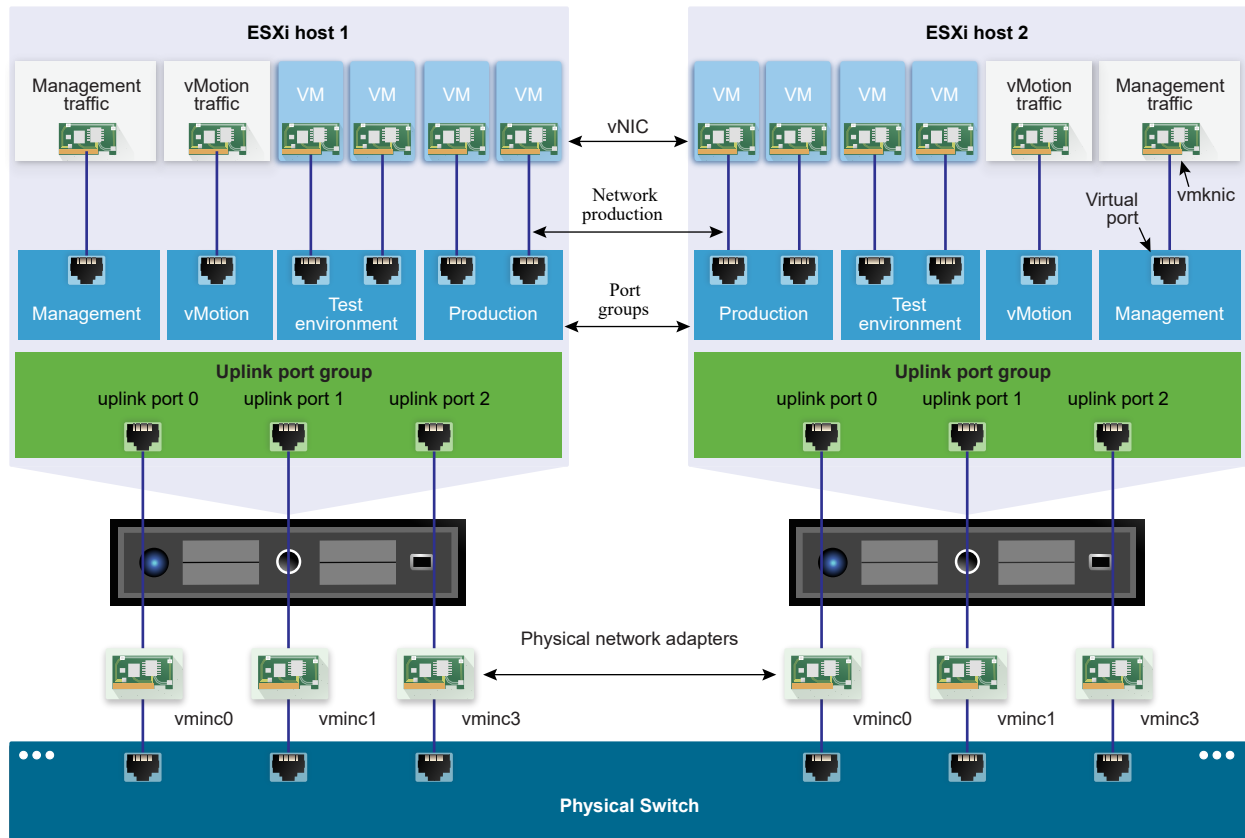 ESXi host 1
Management
traffic
vMotion
traffic
VM
VM
VM
VM
vNIC
Network
production
Management
vMotion
Test
environment
Production
Port
groups
Uplink port group
uplink port 0
uplink port 1
uplink port 2
ESXi host 2
VM
VM
VM
VM
vMotion
traffic
Management
traffic
vmknic
Virtual
port
Production
Test
environment
vMotion
Management
Uplink port group
uplink port 0
uplink port 1
uplink port 2
Physical network adapters
vminc0
vminc1
vminc3
vminc0
vminc1
vminc3
Physical Switch